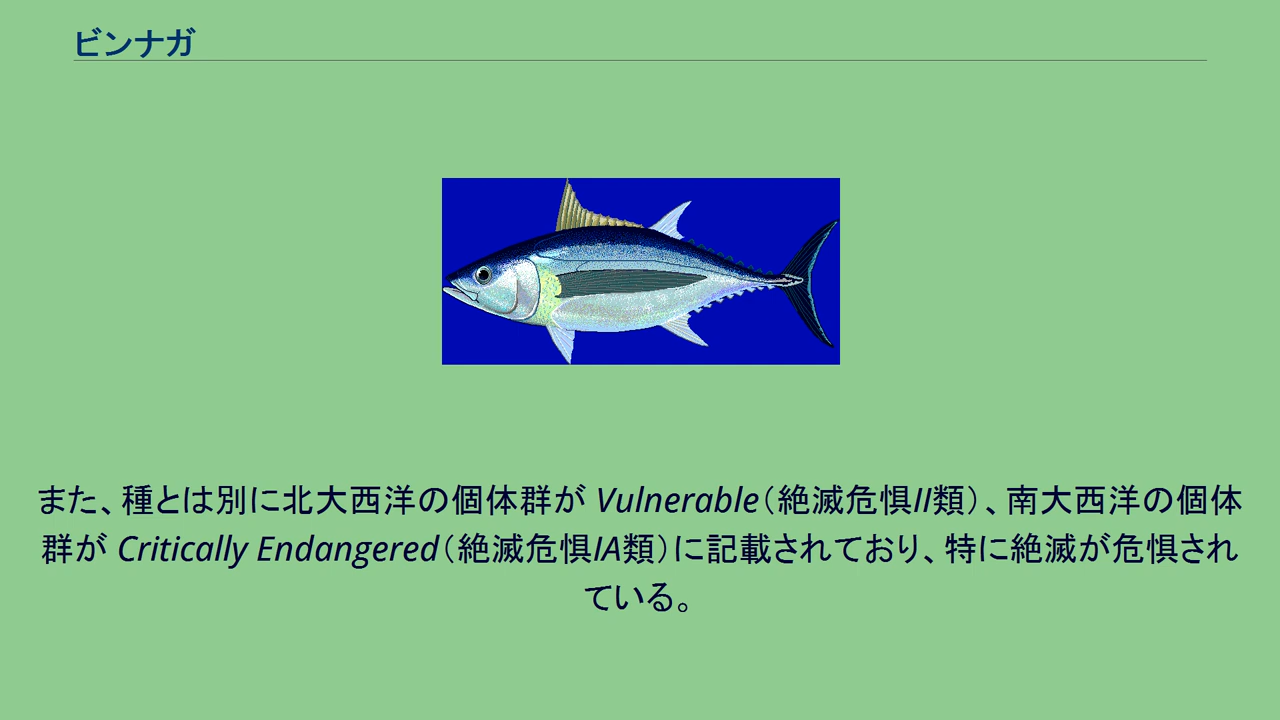 ビンナガ
また、種とは別に北大西洋の個体群が Vulnerable（絶滅危惧II類）、南大西洋の個体
群が Critically Endangered（絶滅危惧IA類）に記載されており、特に絶滅が危惧され
ている。